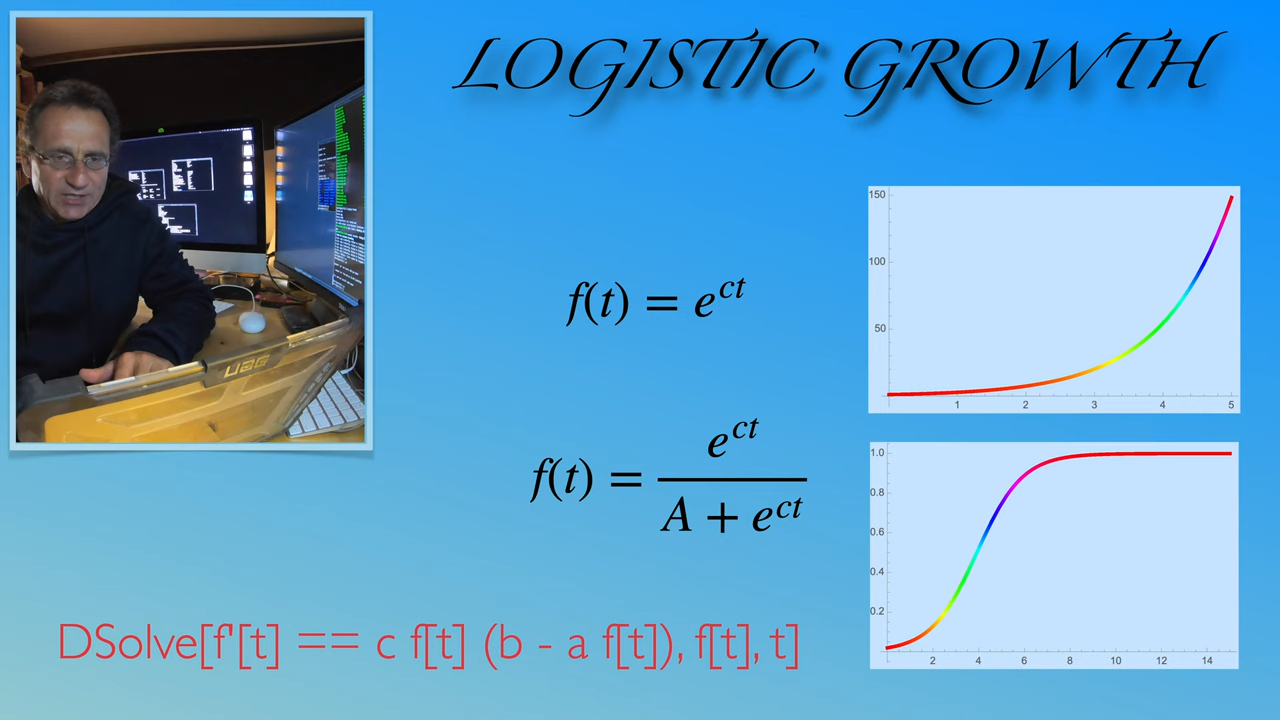 LOGISTIC GROWTH
f(t) = e^{ct}
150
100
50
1 2 3 4 5
f(t) = e^{ct} / (A + e^{ct})
1.0
0.8
0.6
0.4
0.2
2 4 6 8 10 12 14
DSolve[f'[t] == c f[t] (b - a f[t]), f[t], t]
UAG